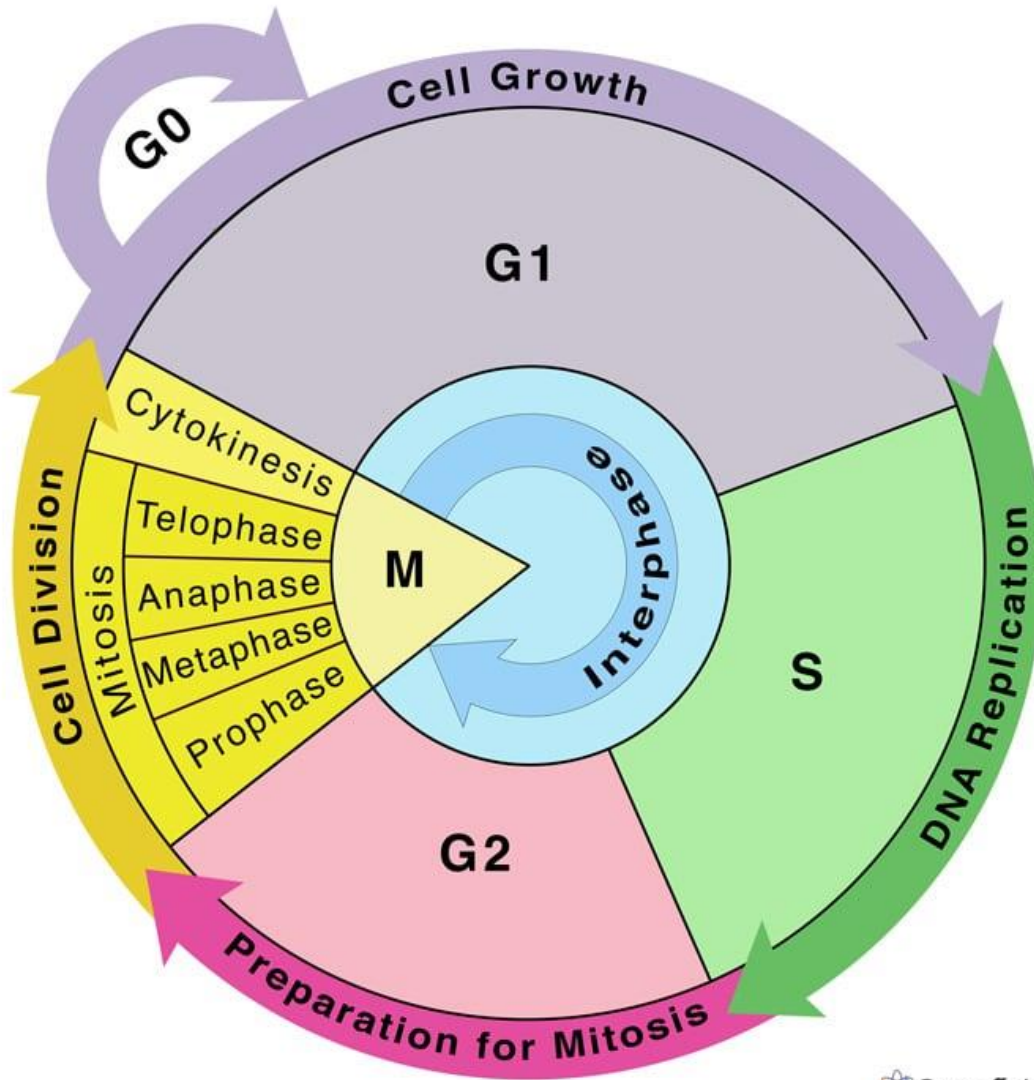 G0
Cell Growth
G1
Interphase
S
DNA Replication
G2
Preparation for Mitosis
M
Cell Division
Mitosis
Cytokinesis
Telophase
Anaphase
Metaphase
Prophase